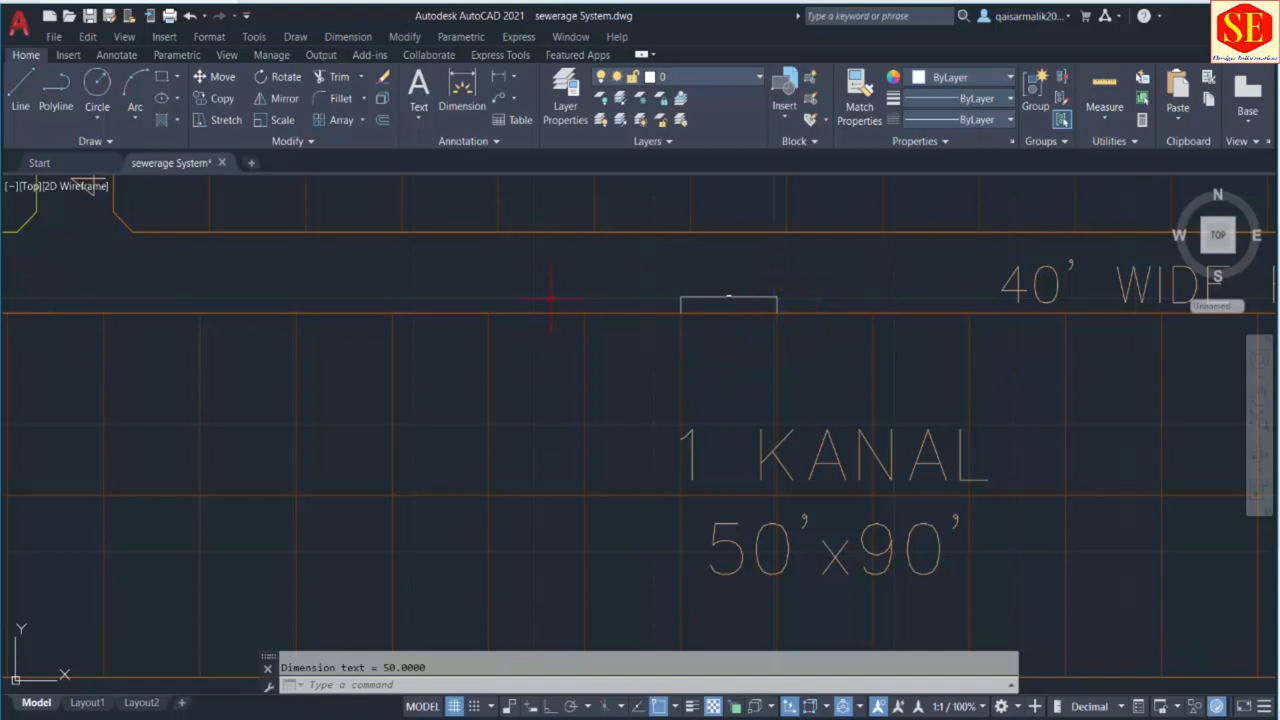 Autodesk AutoCAD 2021 sewerage System.dwg
Type a keyword or phrase
qaisarmalik20...
SE
Design Information
File Edit View Insert Format Tools Draw Dimension Modify Parametric Express Window Help
Home Insert Annotate Parametric View Manage Output Add-ins Collaborate Express Tools Featured Apps
Line Polyline Circle Arc
Move Rotate Trim
Copy Mirror Fillet
Stretch Scale Array
Text Dimension Table
Layer Properties
0
Insert
Match Properties
ByLayer
ByLayer
ByLayer
Group
Measure
Paste
Base
Draw Modify Annotation Layers Block Properties Groups Utilities Clipboard View
Start sewerage System*
[−][Top][2D Wireframe]
N
W TOP E
S
Unnamed
40' WIDE
1 KANAL
50'x90'
Y
X
Dimension text = 50.0000
Type a command
Model Layout1 Layout2
MODEL 1:1 / 100% Decimal